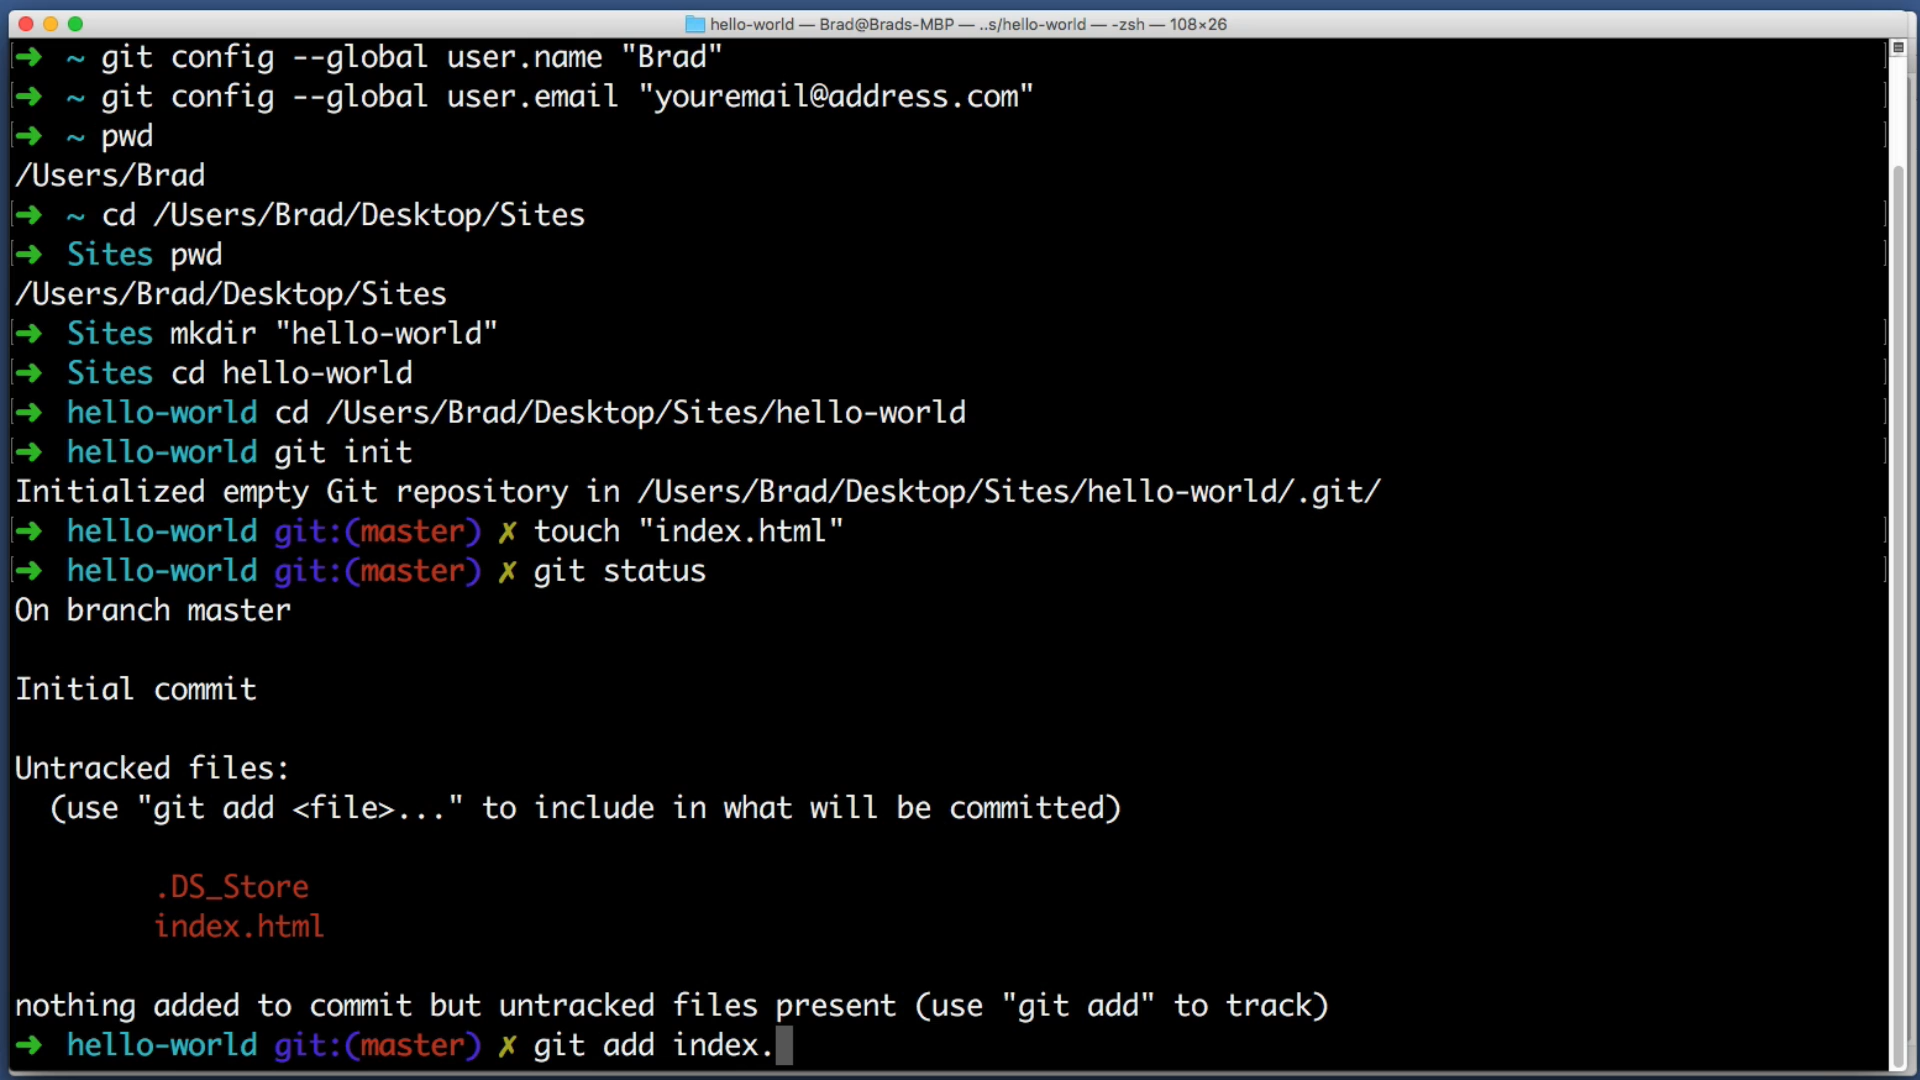 hello-world — Brad@Brads-MBP — ..s/hello-world — -zsh — 108×26
➜ ~ git config --global user.name "Brad"
➜ ~ git config --global user.email "youremail@address.com"
➜ ~ pwd
/Users/Brad
➜ ~ cd /Users/Brad/Desktop/Sites
➜ Sites pwd
/Users/Brad/Desktop/Sites
➜ Sites mkdir "hello-world"
➜ Sites cd hello-world
➜ hello-world cd /Users/Brad/Desktop/Sites/hello-world
➜ hello-world git init
Initialized empty Git repository in /Users/Brad/Desktop/Sites/hello-world/.git/
➜ hello-world git:(master) ✗ touch "index.html"
➜ hello-world git:(master) ✗ git status
On branch master
Initial commit
Untracked files:
(use "git add <file>..." to include in what will be committed)
.DS_Store
index.html
nothing added to commit but untracked files present (use "git add" to track)
➜ hello-world git:(master) ✗ git add index.